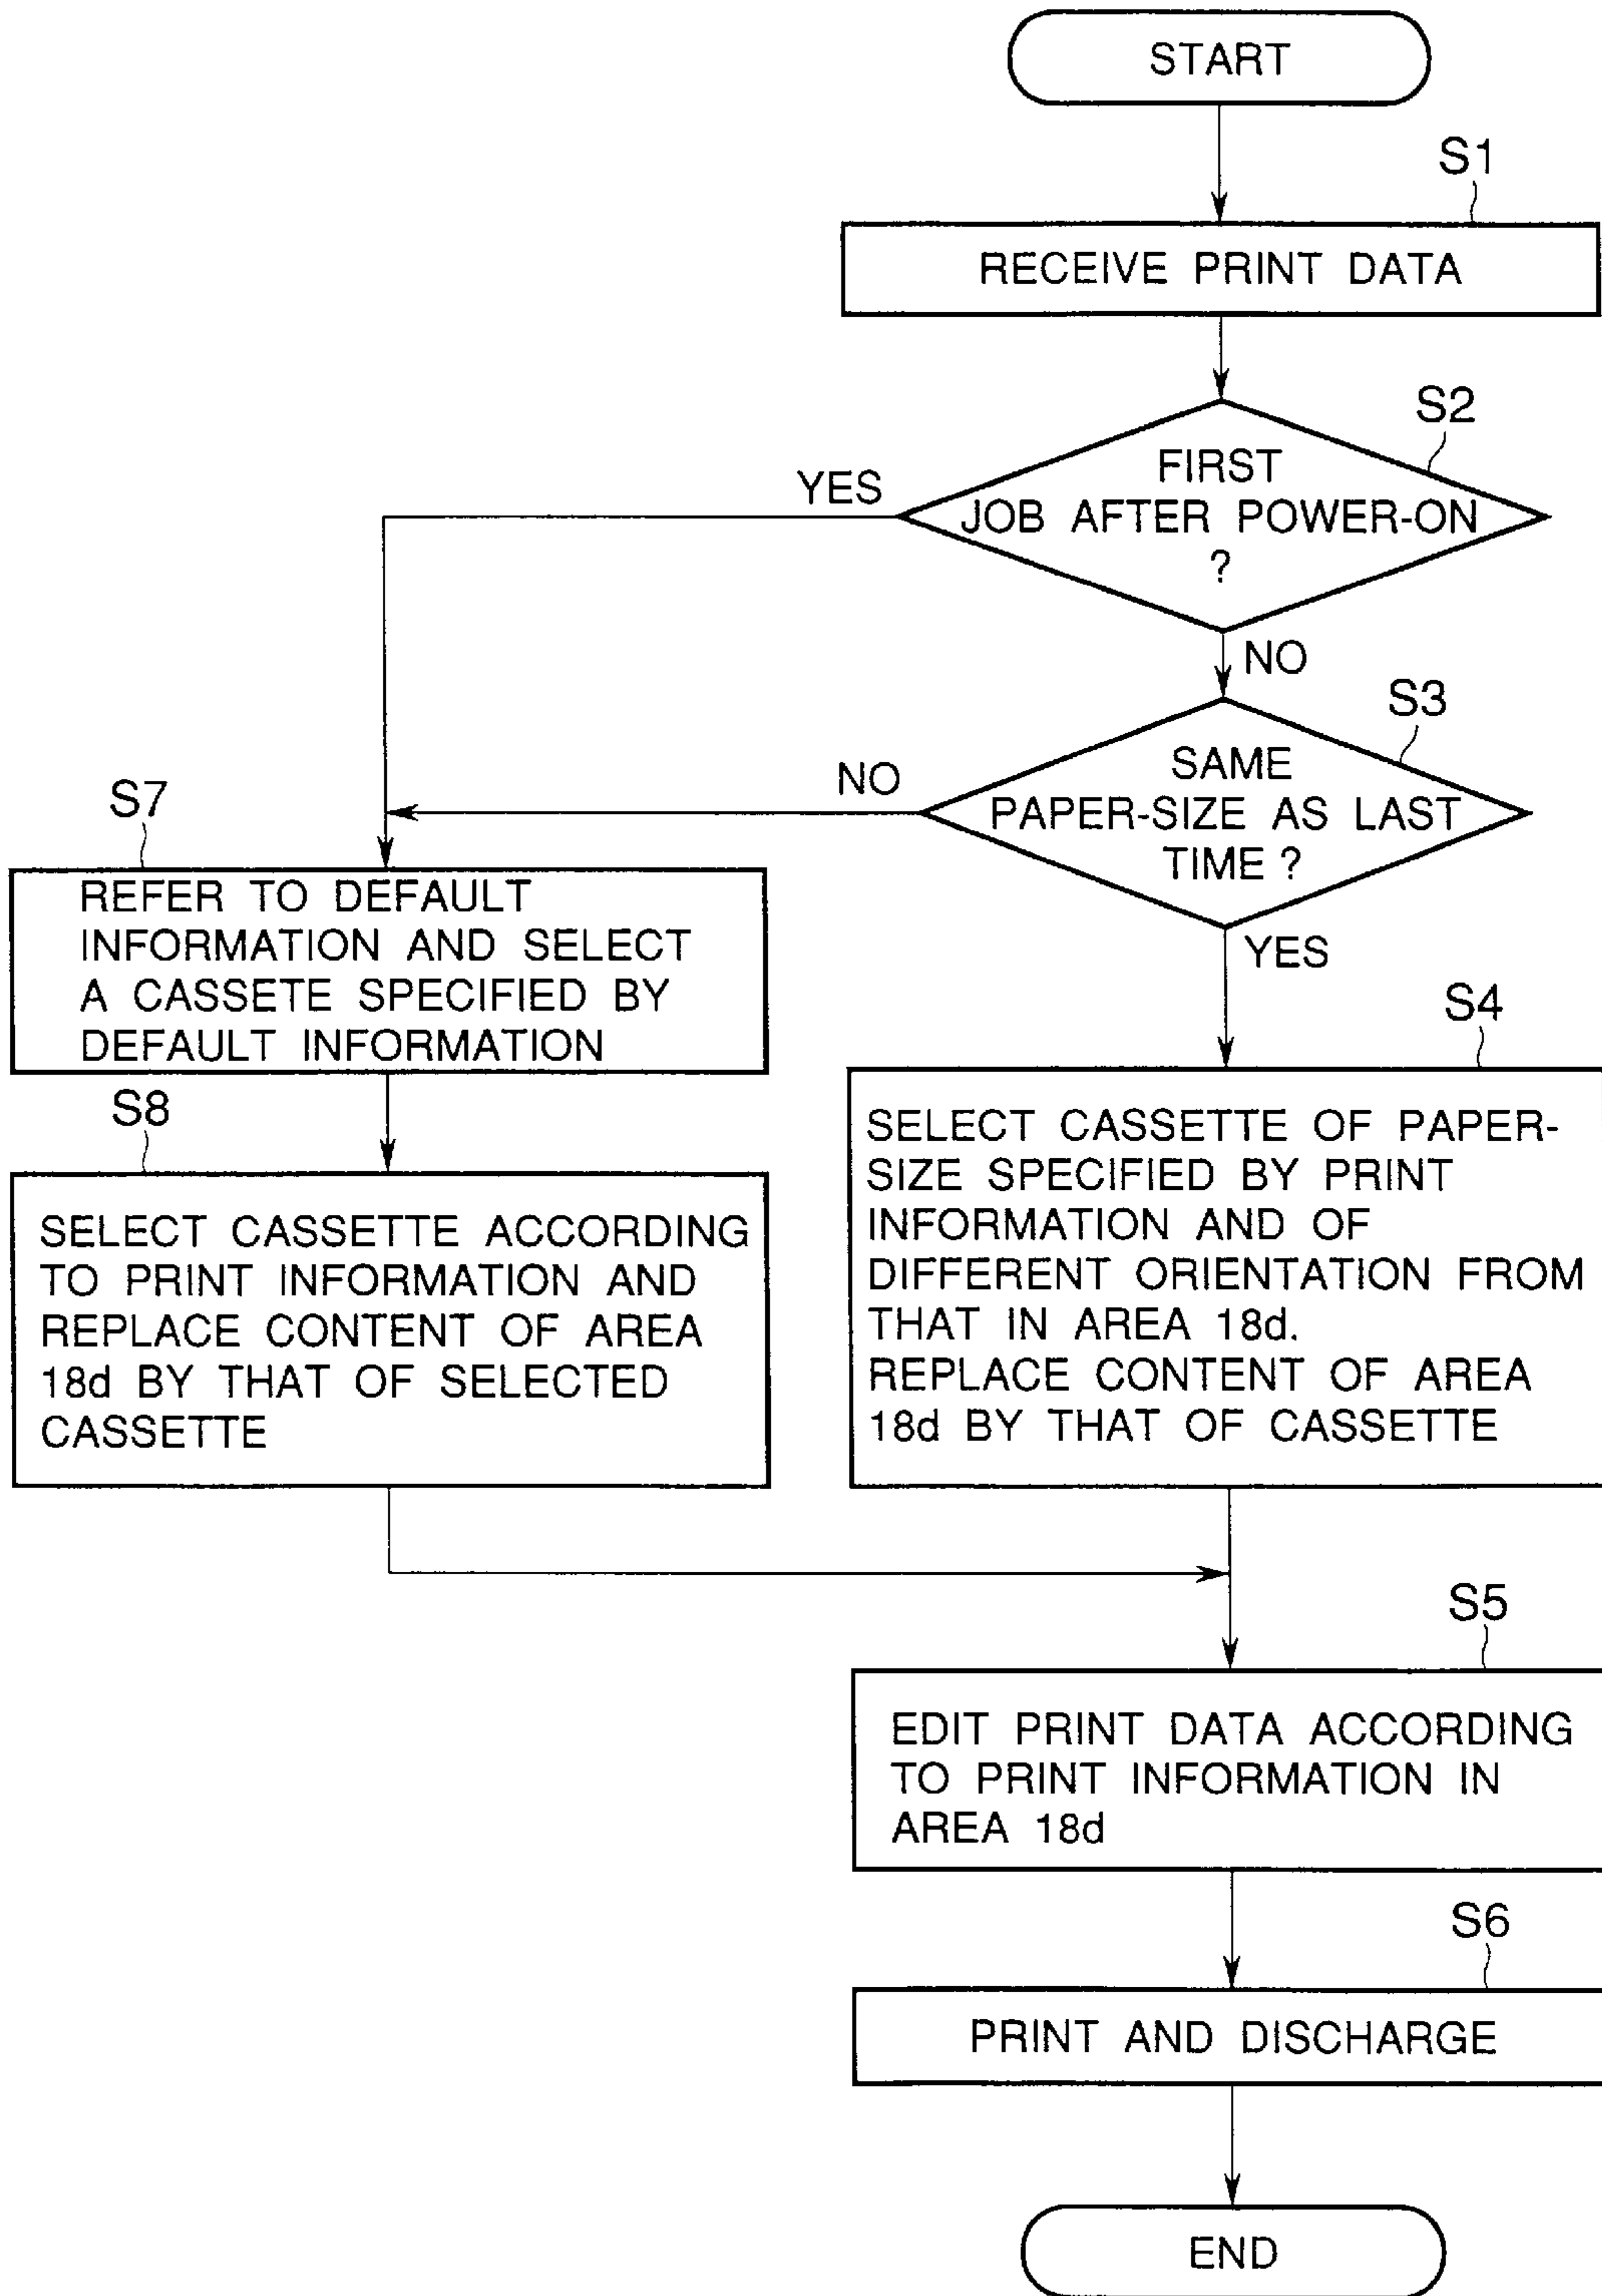 START
S1
RECEIVE PRINT DATA
S2
FIRST
JOB AFTER POWER-ON
?
YES
NO
S3
SAME
PAPER-SIZE AS LAST
TIME ?
NO
YES
S7
REFER TO DEFAULT
INFORMATION AND SELECT
A CASSETE SPECIFIED BY
DEFAULT INFORMATION
S4
SELECT CASSETTE OF PAPER-
SIZE SPECIFIED BY PRINT
INFORMATION AND OF
DIFFERENT ORIENTATION FROM
THAT IN AREA 18d.
REPLACE CONTENT OF AREA
18d BY THAT OF CASSETTE
S8
SELECT CASSETTE ACCORDING
TO PRINT INFORMATION AND
REPLACE CONTENT OF AREA
18d BY THAT OF SELECTED
CASSETTE
S5
EDIT PRINT DATA ACCORDING
TO PRINT INFORMATION IN
AREA 18d
S6
PRINT AND DISCHARGE
END